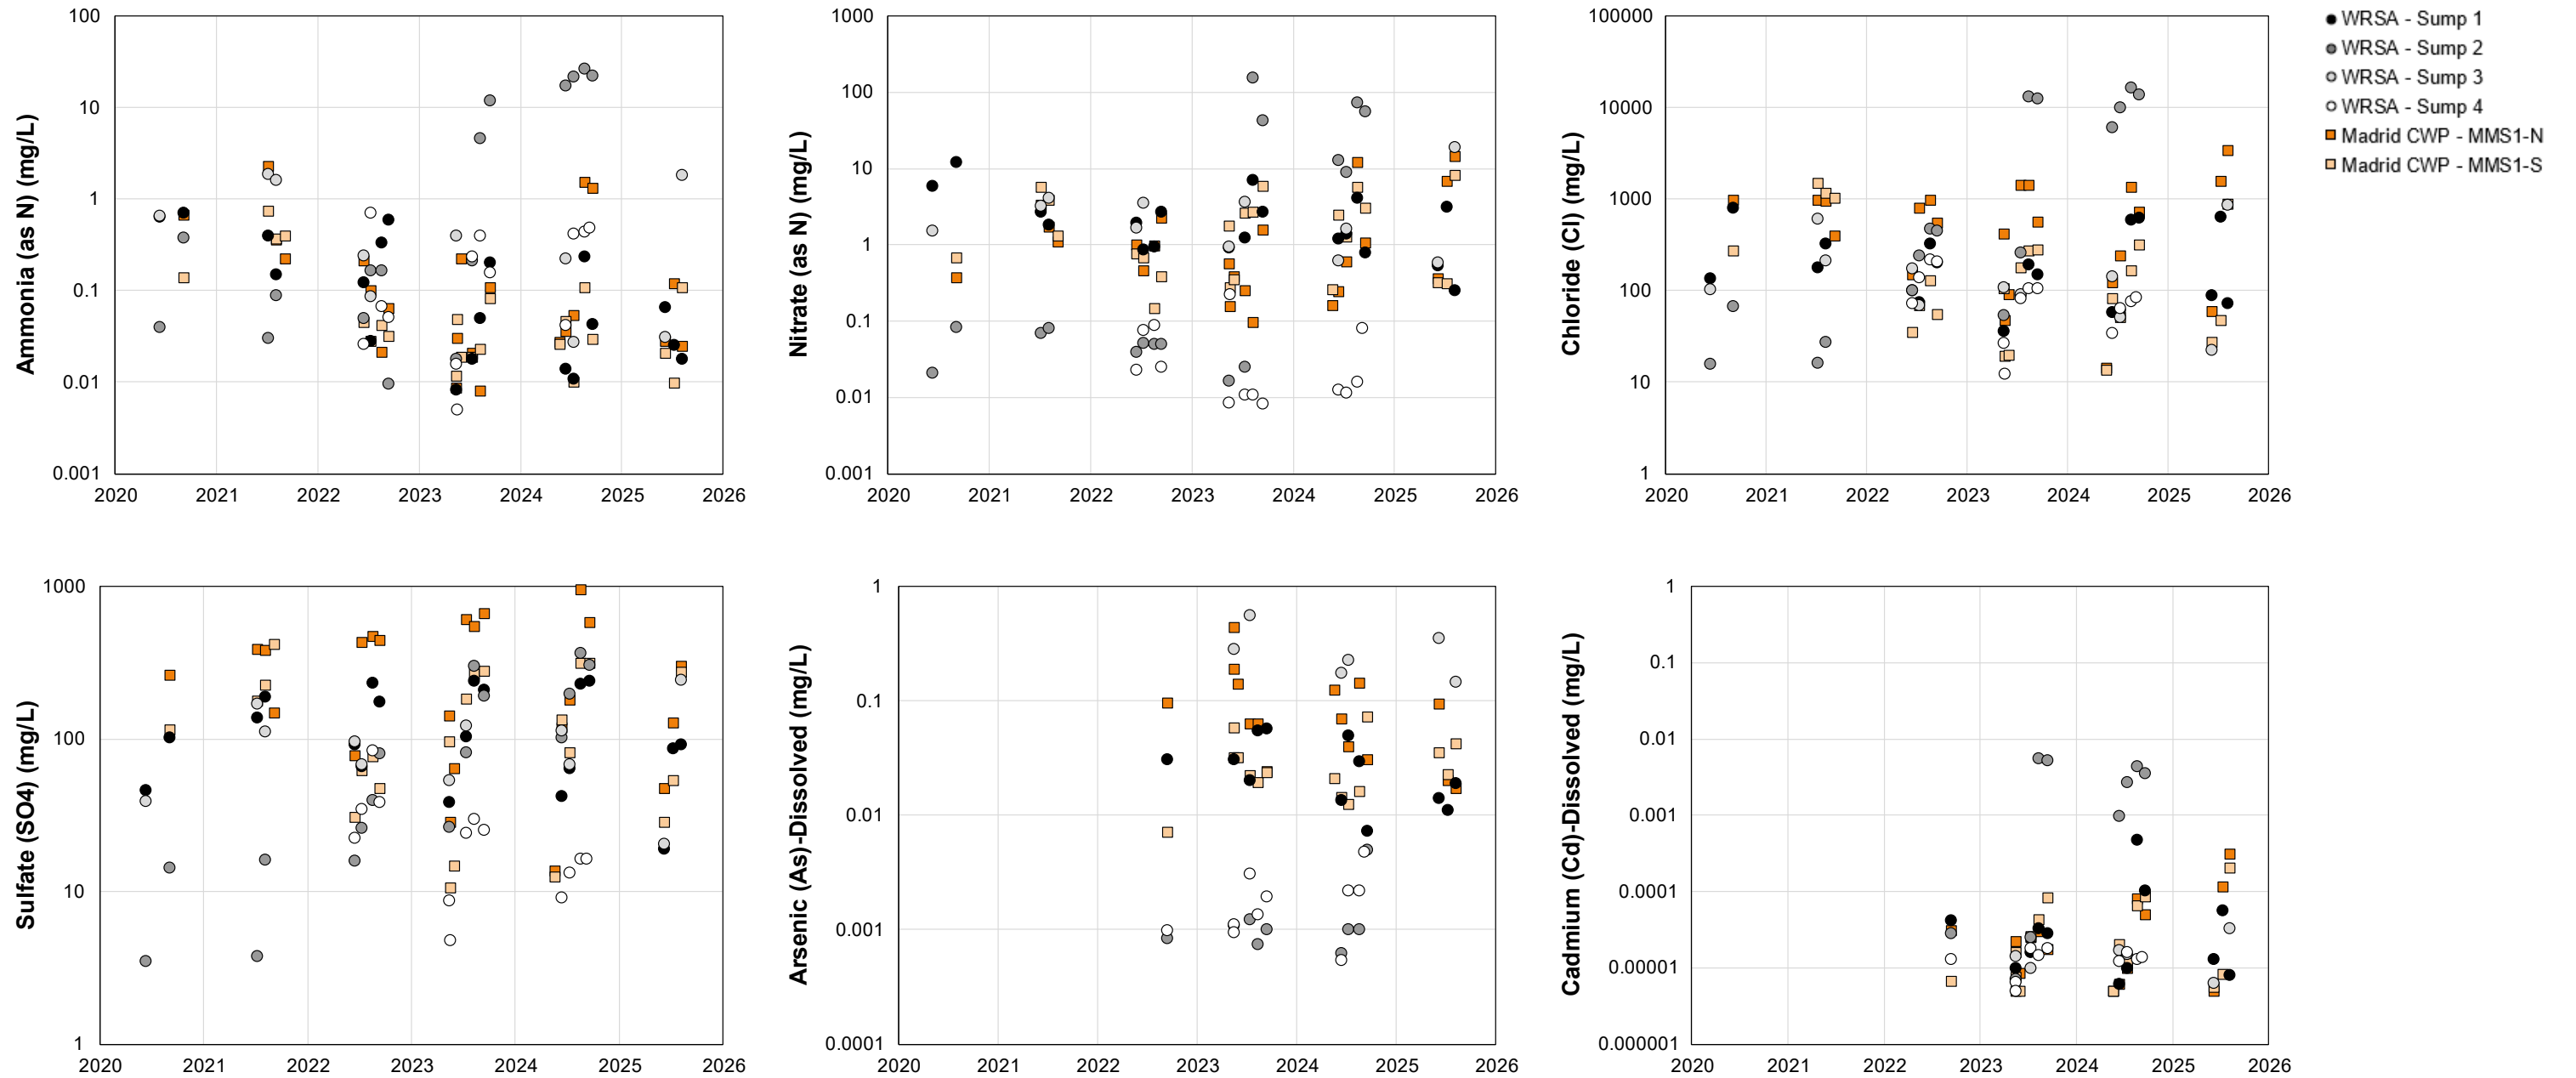 Ammonia (as N) (mg/L)
100
10
1
0.1
0.01
0.001
2020 2021 2022 2023 2024 2025 2026
Nitrate (as N) (mg/L)
1000
100
10
1
0.1
0.01
0.001
2020 2021 2022 2023 2024 2025 2026
Chloride (Cl) (mg/L)
100000
10000
1000
100
10
1
2020 2021 2022 2023 2024 2025 2026
WRSA - Sump 1
WRSA - Sump 2
WRSA - Sump 3
WRSA - Sump 4
Madrid CWP - MMS1-N
Madrid CWP - MMS1-S
Sulfate (SO4) (mg/L)
1000
100
10
1
2020 2021 2022 2023 2024 2025 2026
Arsenic (As)-Dissolved (mg/L)
1
0.1
0.01
0.001
0.0001
2020 2021 2022 2023 2024 2025 2026
Cadmium (Cd)-Dissolved (mg/L)
1
0.1
0.01
0.001
0.0001
0.00001
0.000001
2020 2021 2022 2023 2024 2025 2026